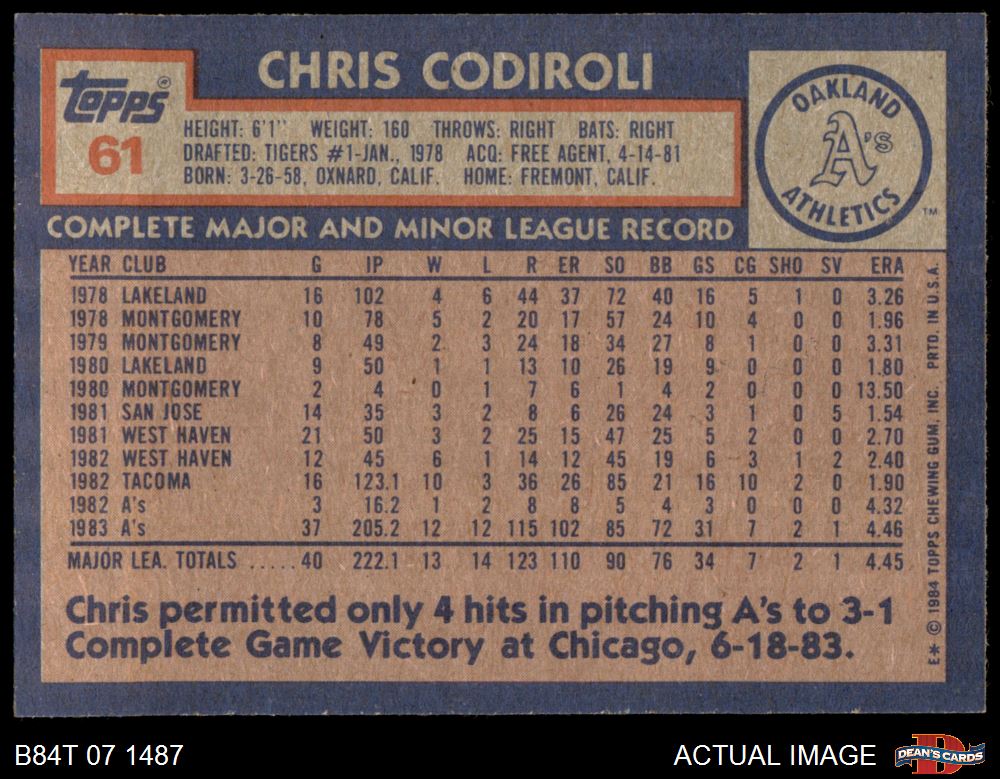 CHRIS CODIROLI
Topps®
61
HEIGHT: 6'1" WEIGHT: 160 THROWS: RIGHT BATS: RIGHT
DRAFTED: TIGERS #1-JAN., 1978 ACQ: FREE AGENT, 4-14-81
BORN: 3-26-58, OXNARD, CALIF. HOME: FREMONT, CALIF.
OAKLAND
A's
ATHLETICS
TM
COMPLETE MAJOR AND MINOR LEAGUE RECORD
YEAR CLUB G IP W L R ER SO BB GS CG SHO SV ERA
1978 LAKELAND 16 102 4 6 44 37 72 40 16 5 1 0 3.26
1978 MONTGOMERY 10 78 5 2 20 17 57 24 10 4 0 0 1.96
1979 MONTGOMERY 8 49 2 3 24 18 34 27 8 1 0 0 3.31
1980 LAKELAND 9 50 1 1 13 10 26 19 9 0 0 0 1.80
1980 MONTGOMERY 2 4 0 1 7 6 1 4 2 0 0 0 13.50
1981 SAN JOSE 14 35 3 2 8 6 26 24 3 1 0 5 1.54
1981 WEST HAVEN 21 50 3 2 25 15 47 25 5 2 0 0 2.70
1982 WEST HAVEN 12 45 6 1 14 12 45 19 6 3 1 2 2.40
1982 TACOMA 16 123.1 10 3 36 26 85 21 16 10 2 0 1.90
1982 A's 3 16.2 1 2 8 8 5 4 3 0 0 0 4.32
1983 A's 37 205.2 12 12 115 102 85 72 31 7 2 1 4.46
MAJOR LEA. TOTALS .....40 222.1 13 14 123 110 90 76 34 7 2 1 4.45
Chris permitted only 4 hits in pitching A's to 3-1
Complete Game Victory at Chicago, 6-18-83.
E* © 1984 TOPPS CHEWING GUM, INC. PRTD. IN U.S.A.
B84T 07 1487
ACTUAL IMAGE
DEAN'S CARDS